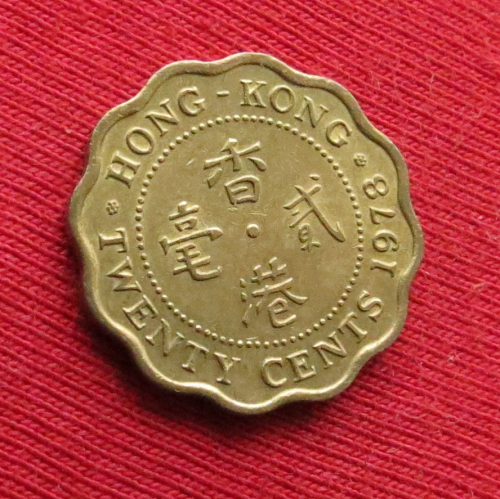 HONG - KONG
1978
TWENTY CENTS
香港
貳毫